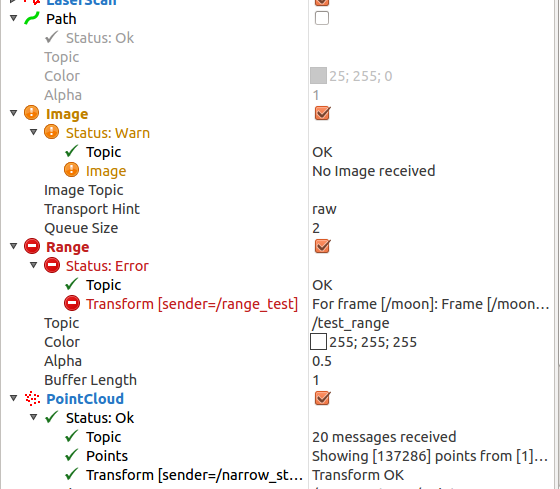 LaserScan
Path
Status: Ok
Topic
Color 25; 255; 0
Alpha 1
Image
Status: Warn
Topic OK
Image No Image received
Image Topic
Transport Hint raw
Queue Size 2
Range
Status: Error
Topic OK
Transform [sender=/range_test] For frame [/moon]: Frame [/moon...
Topic /test_range
Color 255; 255; 255
Alpha 0.5
Buffer Length 1
PointCloud
Status: Ok
Topic 20 messages received
Points Showing [137286] points from [1]...
Transform [sender=/narrow_st... Transform OK